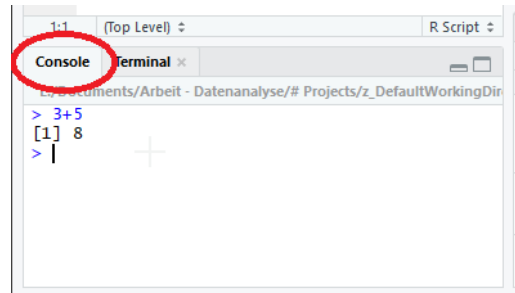 1:1 (Top Level) R Script
Console Terminal
E:/Documents/Arbeit - Datenanalyse/# Projects/z_DefaultWorkingDir
> 3+5
[1] 8
>